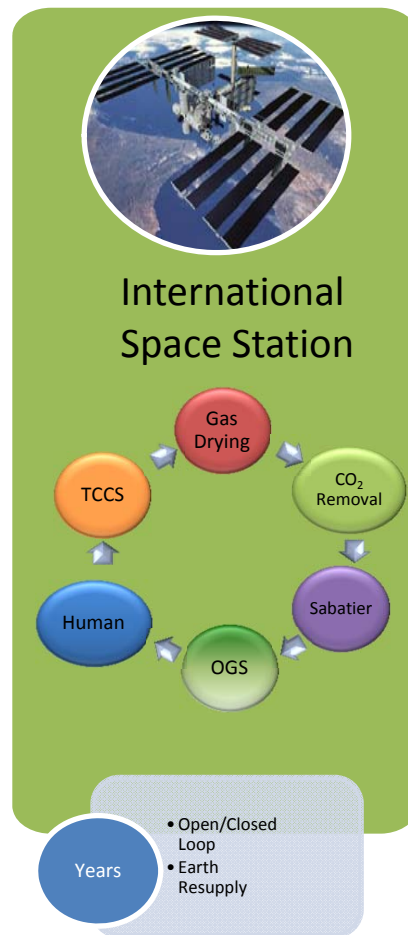 International
Space Station
Gas
Drying
CO₂
Removal
Sabatier
OGS
Human
TCCS
Years
• Open/Closed
Loop
• Earth
Resupply